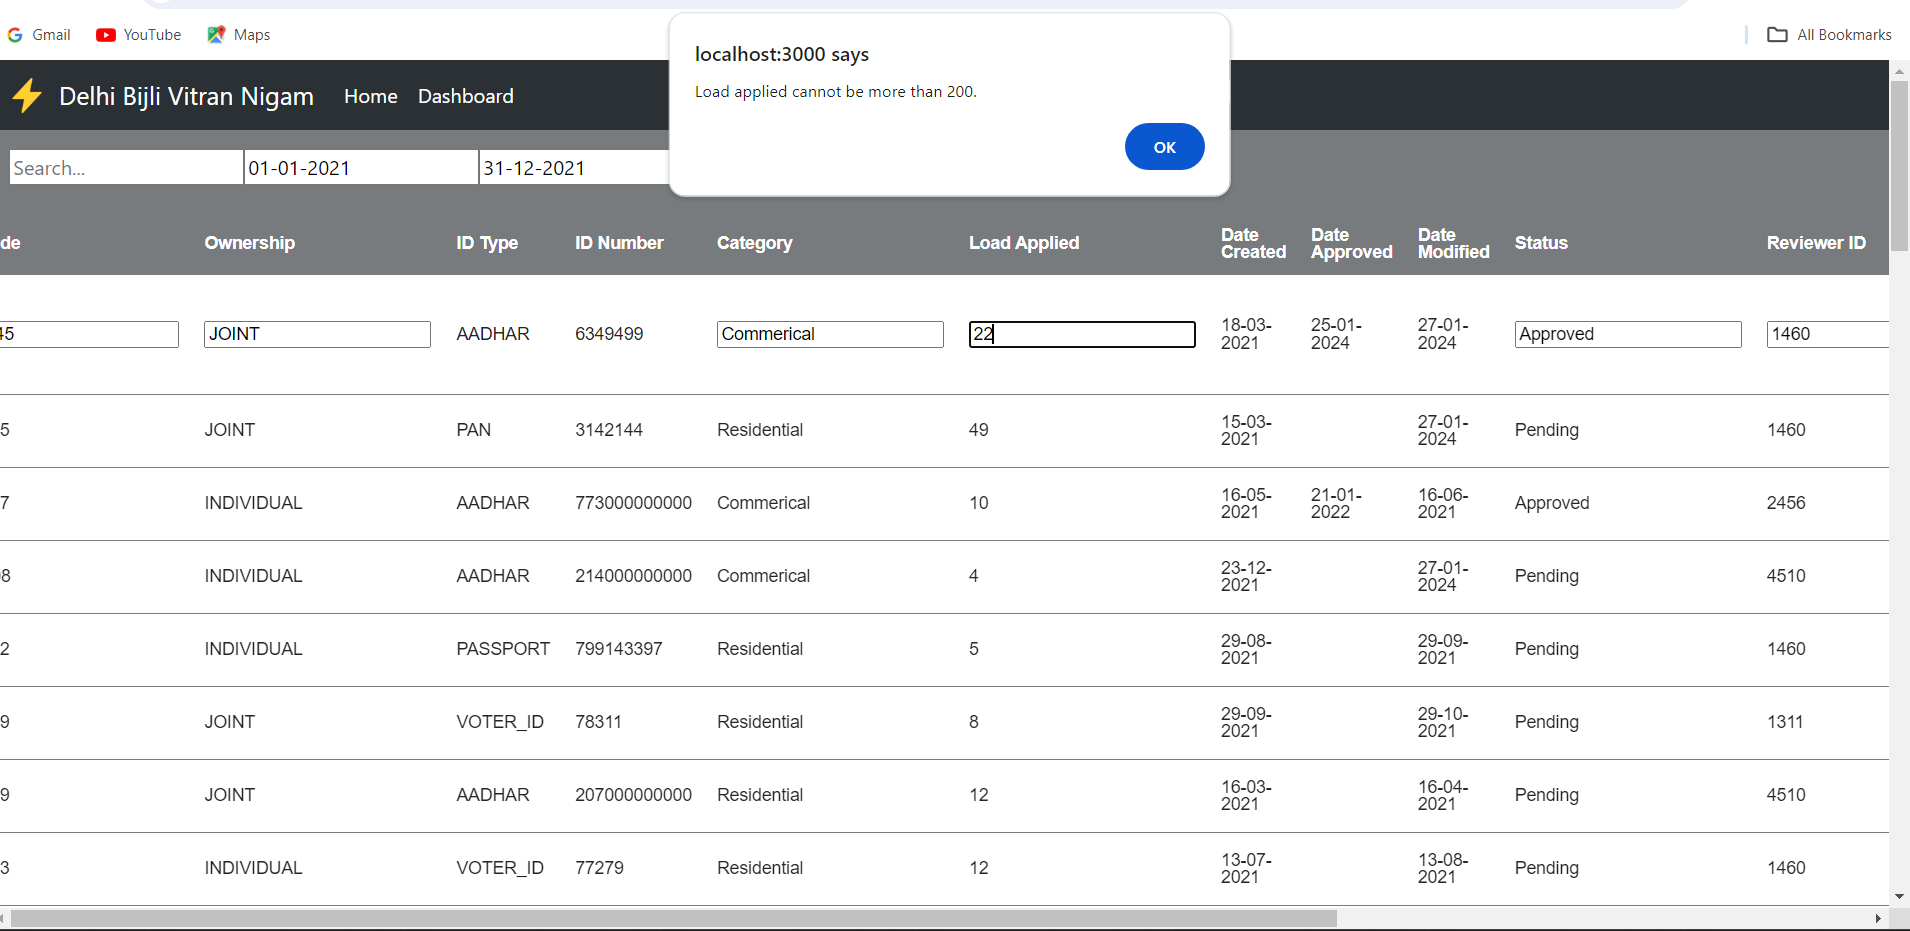 Gmail YouTube Maps All Bookmarks
localhost:3000 says
Load applied cannot be more than 200.
OK
Delhi Bijli Vitran Nigam Home Dashboard
Search... 01-01-2021 31-12-2021
de Ownership ID Type ID Number Category Load Applied Date Created Date Approved Date Modified Status Reviewer ID
45 JOINT AADHAR 6349499 Commerical 22 18-03-2021 25-01-2024 27-01-2024 Approved 1460
5 JOINT PAN 3142144 Residential 49 15-03-2021 27-01-2024 Pending 1460
7 INDIVIDUAL AADHAR 773000000000 Commerical 10 16-05-2021 21-01-2022 16-06-2021 Approved 2456
8 INDIVIDUAL AADHAR 214000000000 Commerical 4 23-12-2021 27-01-2024 Pending 4510
2 INDIVIDUAL PASSPORT 799143397 Residential 5 29-08-2021 29-09-2021 Pending 1460
9 JOINT VOTER_ID 78311 Residential 8 29-09-2021 29-10-2021 Pending 1311
9 JOINT AADHAR 207000000000 Residential 12 16-03-2021 16-04-2021 Pending 4510
3 INDIVIDUAL VOTER_ID 77279 Residential 12 13-07-2021 13-08-2021 Pending 1460